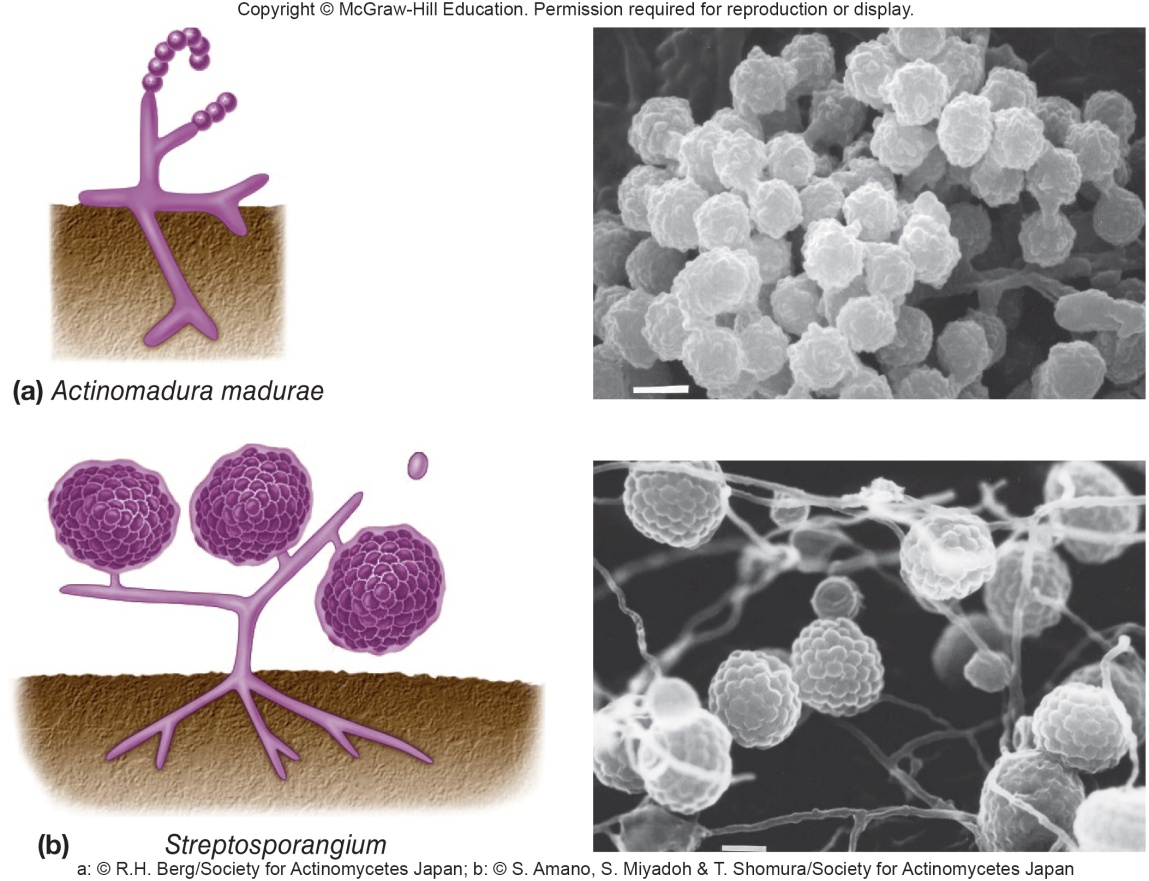 Copyright © McGraw-Hill Education. Permission required for reproduction or display.
(a) Actinomadura madurae
(b) Streptosporangium
a: © R.H. Berg/Society for Actinomycetes Japan; b: © S. Amano, S. Miyadoh & T. Shomura/Society for Actinomycetes Japan